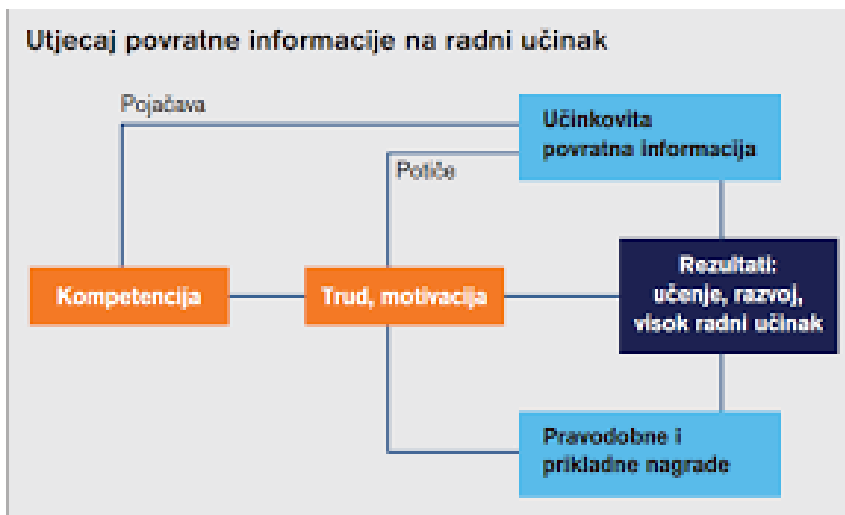 Utjecaj povratne informacije na radni učinak
Pojačava
Učinkovita
povratna informacija
Potiče
Kompetencija
Trud, motivacija
Rezultati:
učenje, razvoj,
visok radni učinak
Pravodobne i
prikladne nagrade